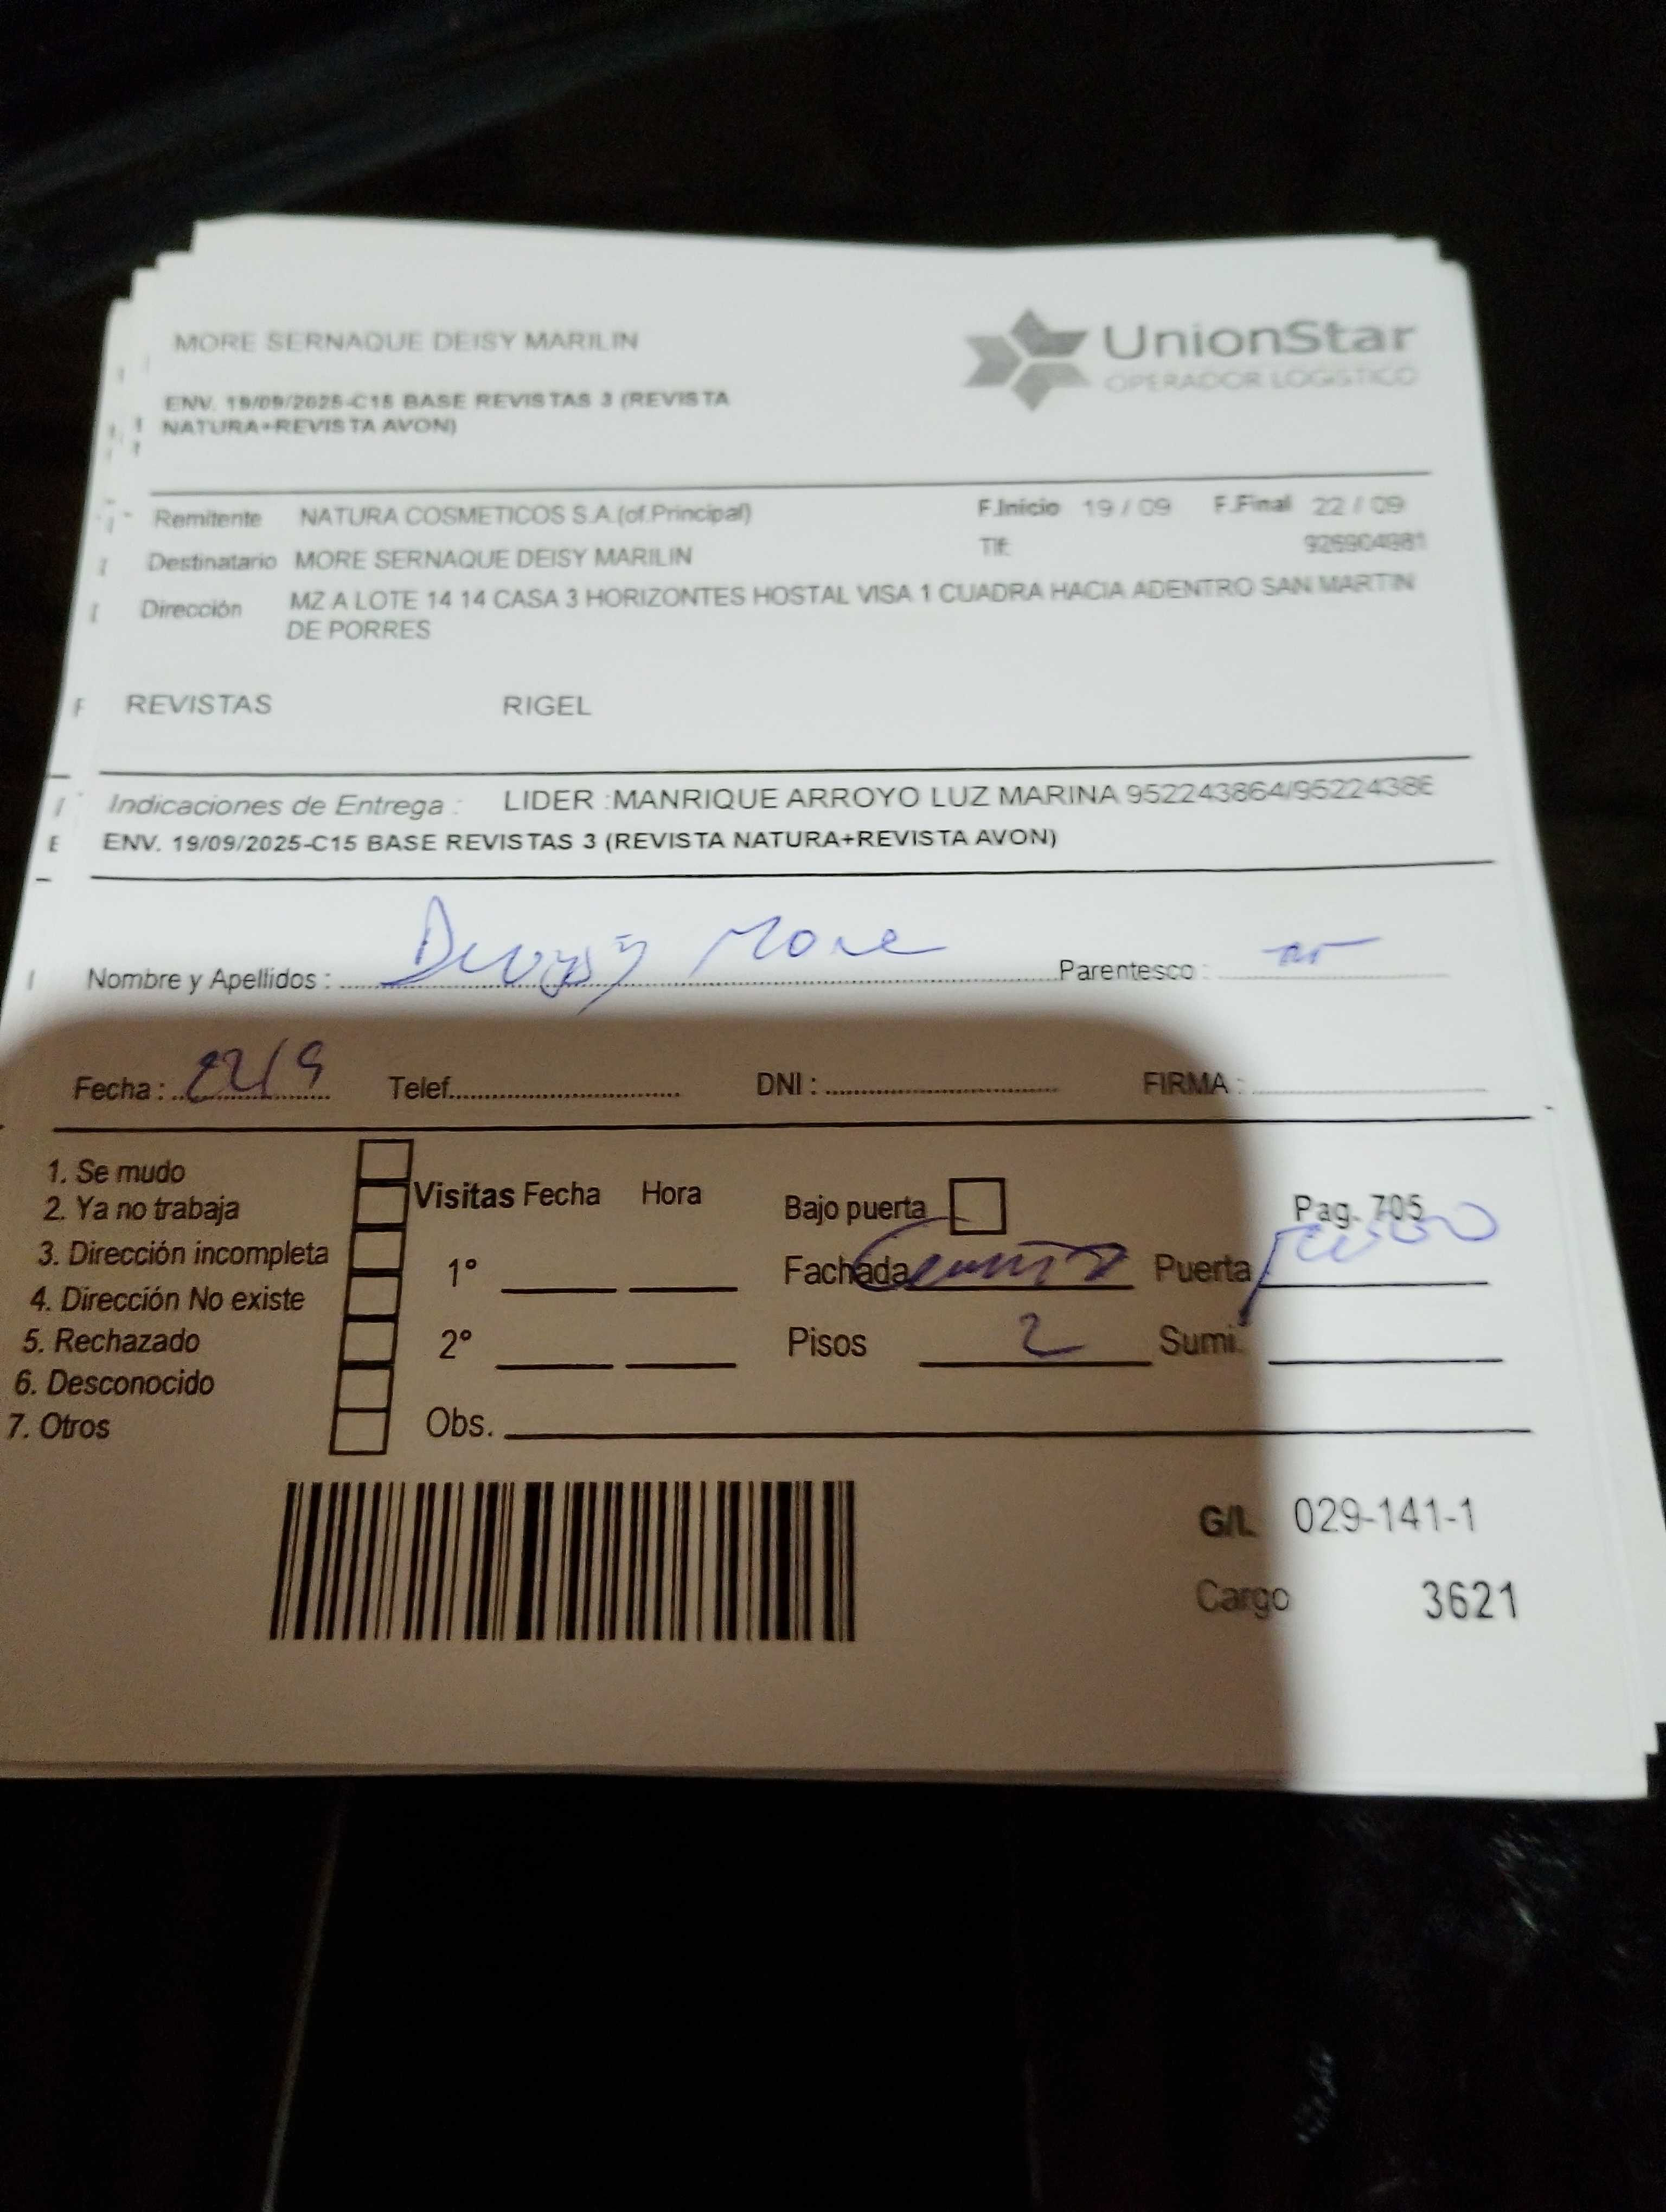 MORE SERNAQUE DEISY MARILIN
UnionStar
OPERADOR LOGISTICO
ENV. 19/09/2025-C15 BASE REVISTAS 3 (REVISTA
NATURA+REVISTA AVON)
Remitente NATURA COSMETICOS S.A.(of.Principal) F.Inicio 19 / 09 F.Final 22 / 09
Destinatario MORE SERNAQUE DEISY MARILIN Tlf: 926904981
Dirección MZ A LOTE 14 14 CASA 3 HORIZONTES HOSTAL VISA 1 CUADRA HACIA ADENTRO SAN MARTIN
DE PORRES
REVISTAS RIGEL
Indicaciones de Entrega : LIDER :MANRIQUE ARROYO LUZ MARINA 952243864/95224386
ENV. 19/09/2025-C15 BASE REVISTAS 3 (REVISTA NATURA+REVISTA AVON)
Nombre y Apellidos : More Parentesco :
Fecha : 22/9 Telef. DNI : FIRMA :
1. Se mudo
2. Ya no trabaja
3. Dirección incompleta
4. Dirección No existe
5. Rechazado
6. Desconocido
7. Otros
Visitas Fecha Hora
1°
2°
Obs.
Bajo puerta
Fachada
Pisos 2
Pag. 705
Puerta
Sumi.
G/L 029-141-1
Cargo 3621